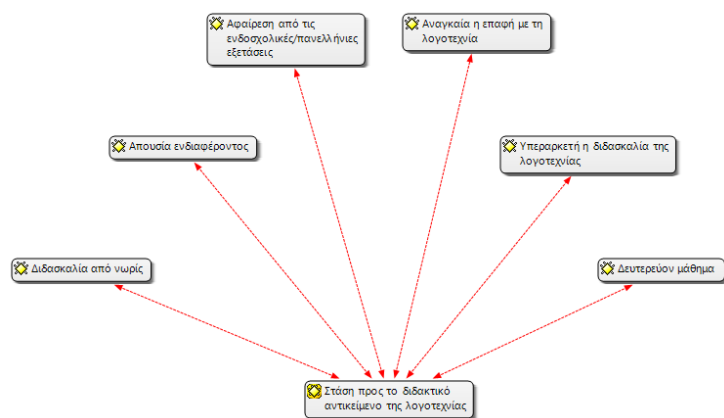 Αφαίρεση από τις
ενδοσχολικές/πανελλήνιες
εξετάσεις
Αναγκαία η επαφή με τη
λογοτεχνία
Απουσία ενδιαφέροντος
Υπεραρκετή η διδασκαλία της
λογοτεχνίας
Διδασκαλία από νωρίς
Δευτερεύον μάθημα
Στάση προς το διδακτικό
αντικείμενο της λογοτεχνίας